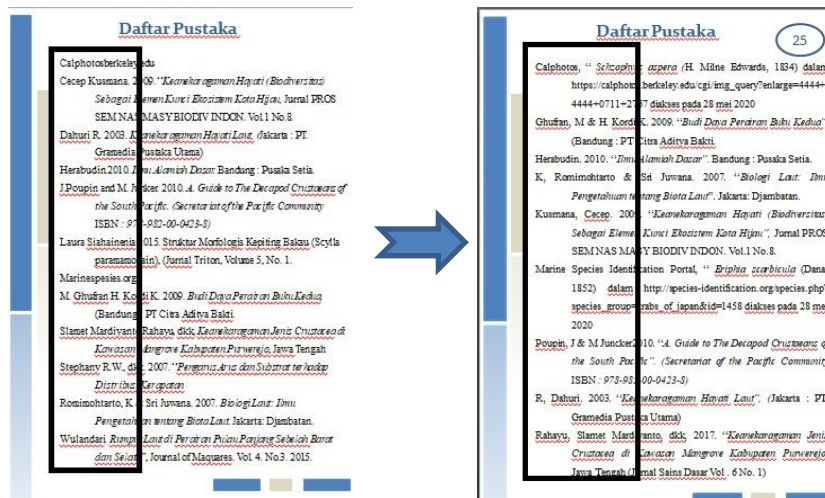 Daftar Pustaka
Calphotosberkeley.edu
Cecep Kusmana. 2009. "Keanekaragaman Hayati (Biodiversitas)
Sebagai Elemen Kunci Ekosistem Kota Hijau, Jurnal PROS
SEM NAS MASY BIODIV INDON. Vol.1 No.8.
Dahuri R. 2003. Keanekaragaman Hayati Laut, (Jakarta : PT.
Gramedia Pustaka Utama)
Herabudin.2010. Ilmu Alamiah Dasar. Bandung : Pusaka Setia.
J.Poupin and M. Juncker. 2010. A Guide to The Decapod Crustaeans of
the South Pacific. (Secretariat of the Pacific Community
ISBN : 978-982-00-0423-8)
Laura Siahainenia. 2015. Struktur Morfologis Kepiting Bakau (Scylla
paramamosain), (Jurnal Triton, Volume 5, No. 1.
Marinespesies.org
M. Ghufran H. Kordi K. 2009. Budi Daya Perairan Buku Kedua,
(Bandung: PT Citra Aditya Bakti
Slamet Mardiyanto Rahayu, dkk, Keanekaragaman Jenis Crustacea di
Kawasan Mangrove Kabupaten Purworejo, Jawa Tengah
Stephany R.W., dkk. 2007. "Pengarus Arus dan Substrat terhadap
Distribusi Kerapatan
Romimohtarto, K. & Sri Juwana. 2007. Biologi Laut: Ilmu
Pengetahuan tentang Biota Laut. Jakarta: Djambatan.
Wulandari Rumput Laut di Perairan Pulau Panjang Sebelah Barat
dan Selatan", Journal of Maquares. Vol. 4. No.3. 2015.
Daftar Pustaka
25
Calphotos, " Schizophrys aspera (H. Milne Edwards, 1834) dalam
https://calphotos.berkeley.edu/cgi/img_query?enlarge=4444+
4444+0711+2767 diakses pada 28 mei 2020
Ghufran, M & H. Kordi K. 2009. "Budi Daya Perairan Buku Kedua"
(Bandung : PT Citra Aditya Bakti.
Herabudin. 2010. "Ilmu Alamiah Dasar". Bandung : Pusaka Setia.
K, Romimohtarto & Sri Juwana. 2007. "Biologi Laut: Ilmu
Pengetahuan tentang Biota Laut". Jakarta: Djambatan.
Kusmana, Cecep. 2009. "Keanekaragaman Hayati (Biodiversitas
Sebagai Elemen Kunci Ekosistem Kota Hijau", Jurnal PROS
SEM NAS MASY BIODIV INDON. Vol.1 No.8.
Marine Species Identification Portal, " Eriphia scarbicula (Dana
1852) dalam http://species-identification.org/species.php?
species_group=crabs_of_japan&id=1458 diakses pada 28 me
2020
Poupin, J & M Juncker2010. "A Guide to The Decapod Crustaeans o
the South Pacific". (Secretariat of the Pacific Community
ISBN : 978-982-00-0423-8)
R, Dahuri. 2003. "Keanekaragaman Hayati Laut", (Jakarta : PT
Gramedia Pustaka Utama)
Rahayu, Slamet Mardiyanto, dkk, 2017. "Keanekaragaman Jenis
Crustacea di Kawasan Mangrove Kabupaten Purworejo
Jawa Tengah (Jurnal Sains Dasar Vol . 6 No. 1)